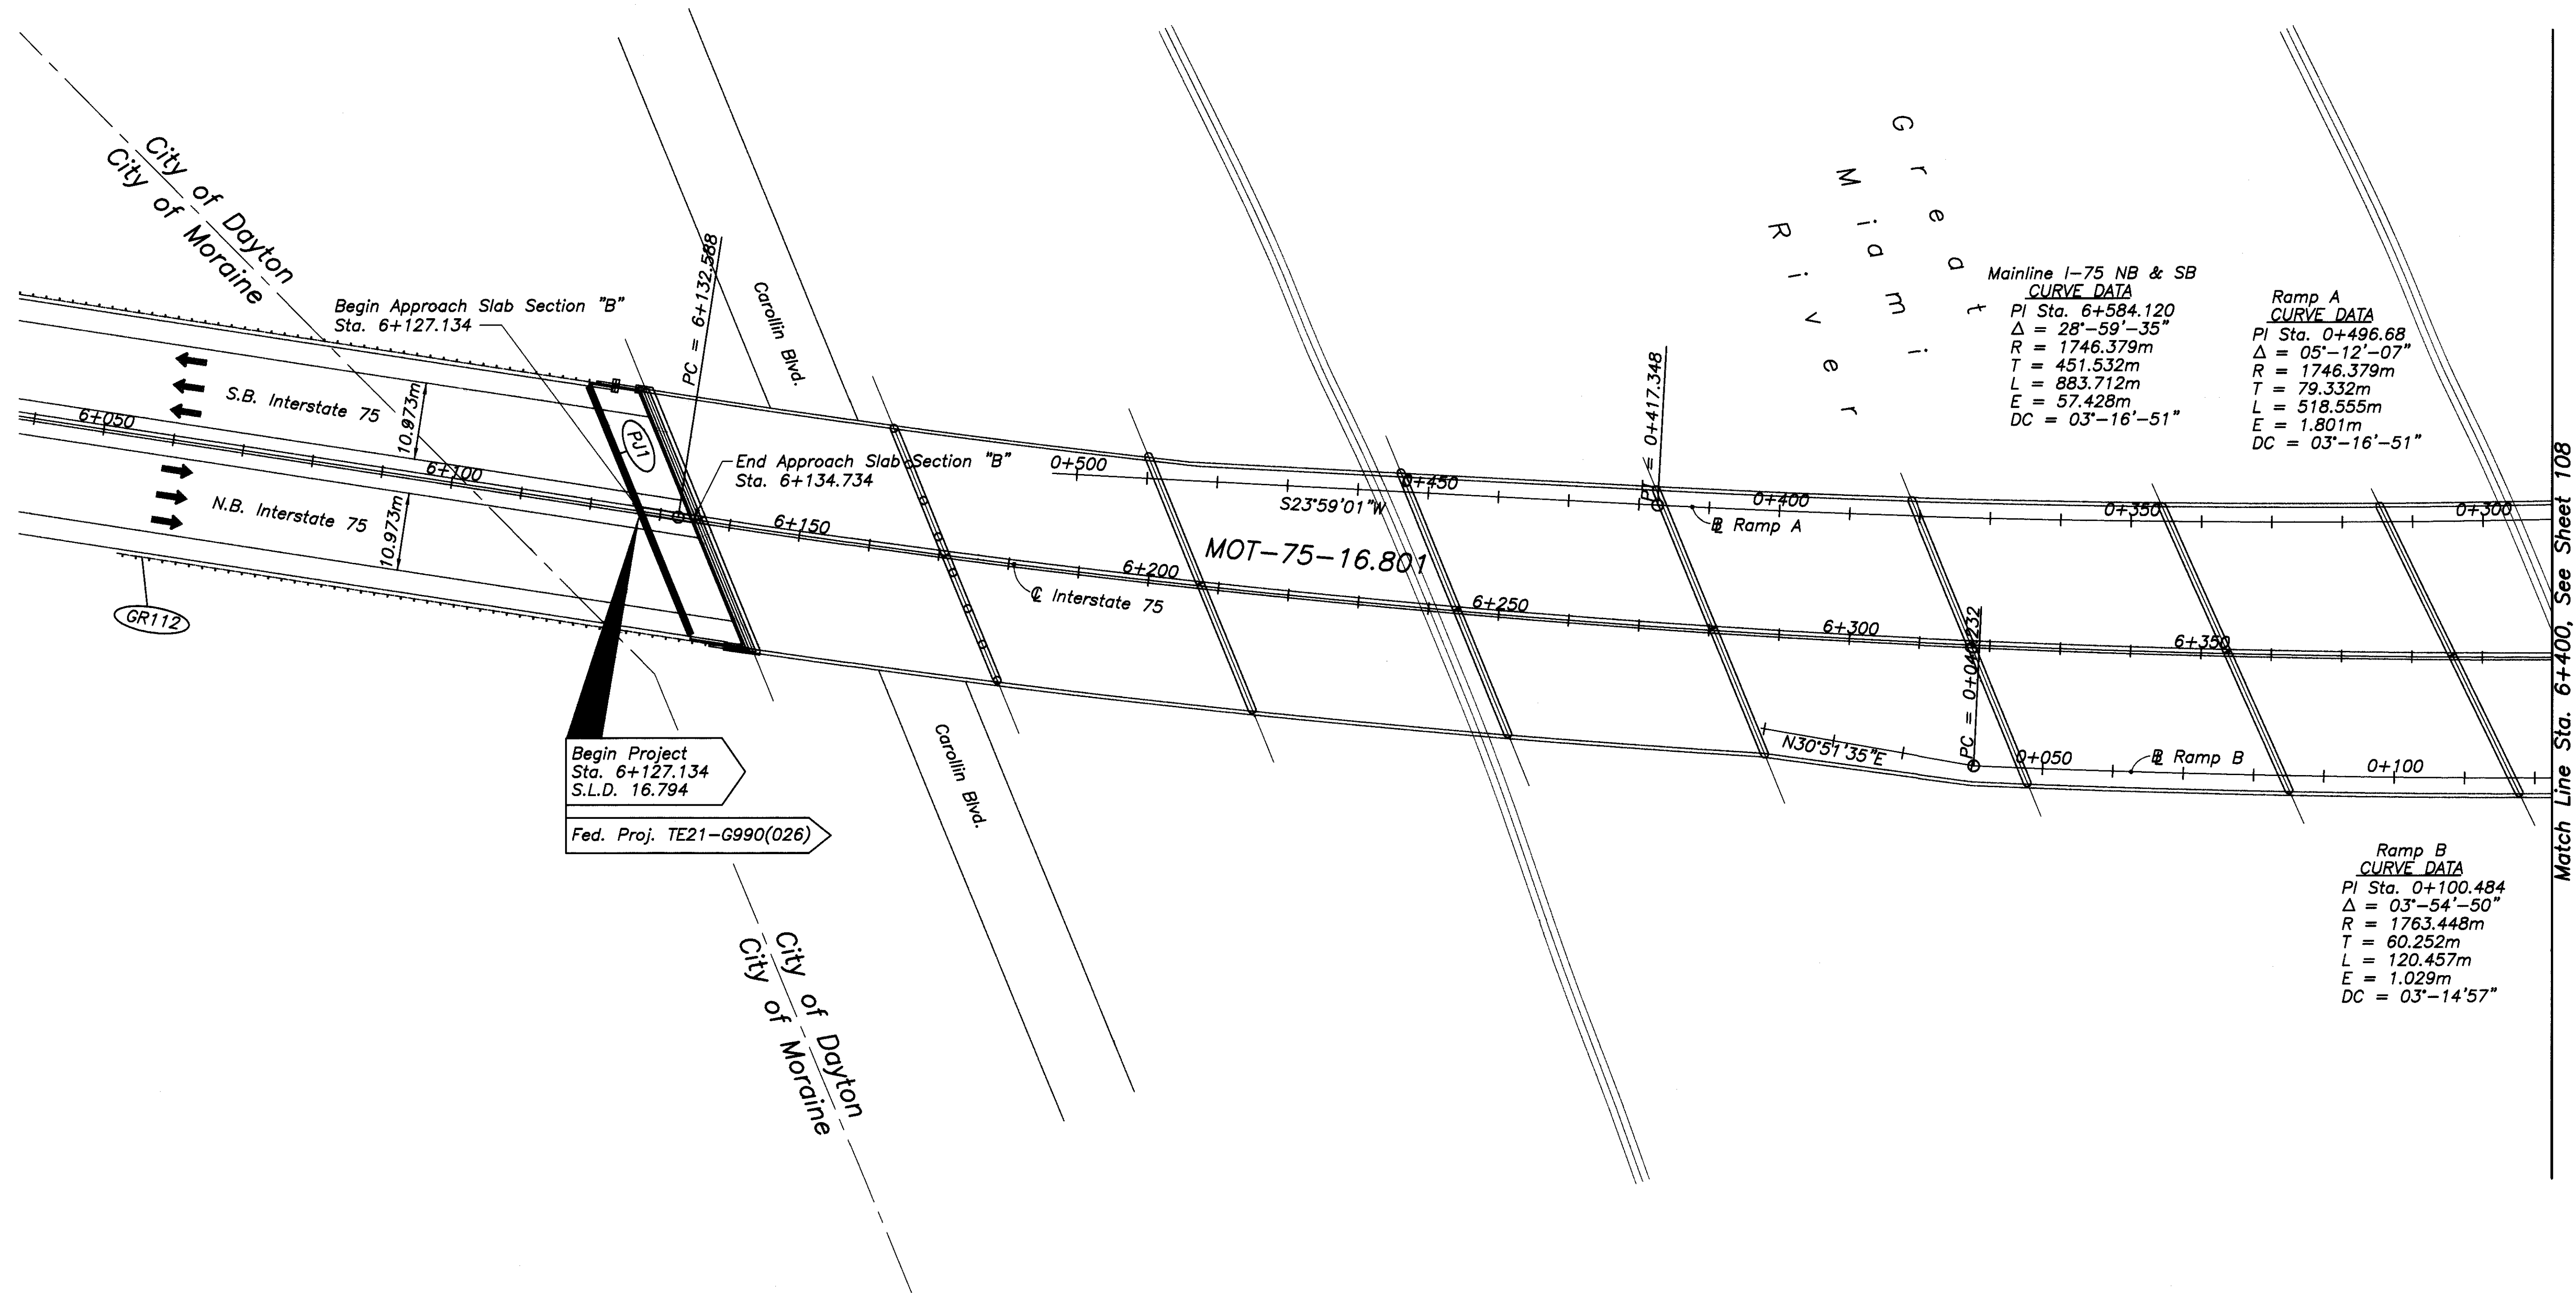 City of Dayton
City of Moraine
Begin Approach Slab Section "B"
Sta. 6+127.134
PC = 6+132.588
Carollin Blvd.
Great
Miami
River
Mainline I-75 NB & SB
CURVE DATA
PI Sta. 6+584.120
Δ = 28°-59'-35"
R = 1746.379m
T = 451.532m
L = 883.712m
E = 57.428m
DC = 03°-16'-51"
Ramp A
CURVE DATA
PI Sta. 0+496.68
Δ = 05°-12'-07"
R = 1746.379m
T = 79.332m
L = 518.555m
E = 1.801m
DC = 03°-16'-51"
S.B. Interstate 75
10.973m
6+050
6+100
N.B. Interstate 75
10.973m
PJ1
GR112
End Approach Slab Section "B"
Sta. 6+134.734
0+500
0+450
PT = 0+417.348
0+400
0+350
0+300
S23°59'01"W
℄ Ramp A
MOT-75-16.801
6+150
6+200
℄ Interstate 75
6+250
6+300
6+350
N30°51'35"E
0+050
℄ Ramp B
0+100
Begin Project
Sta. 6+127.134
S.L.D. 16.794
Fed. Proj. TE21-G990(026)
Carollin Blvd.
City of Dayton
City of Moraine
Ramp B
CURVE DATA
PI Sta. 0+100.484
Δ = 03°-54'-50"
R = 1763.448m
T = 60.252m
L = 120.457m
E = 1.029m
DC = 03°-14'57"
Match Line Sta. 6+400, See Sheet 108